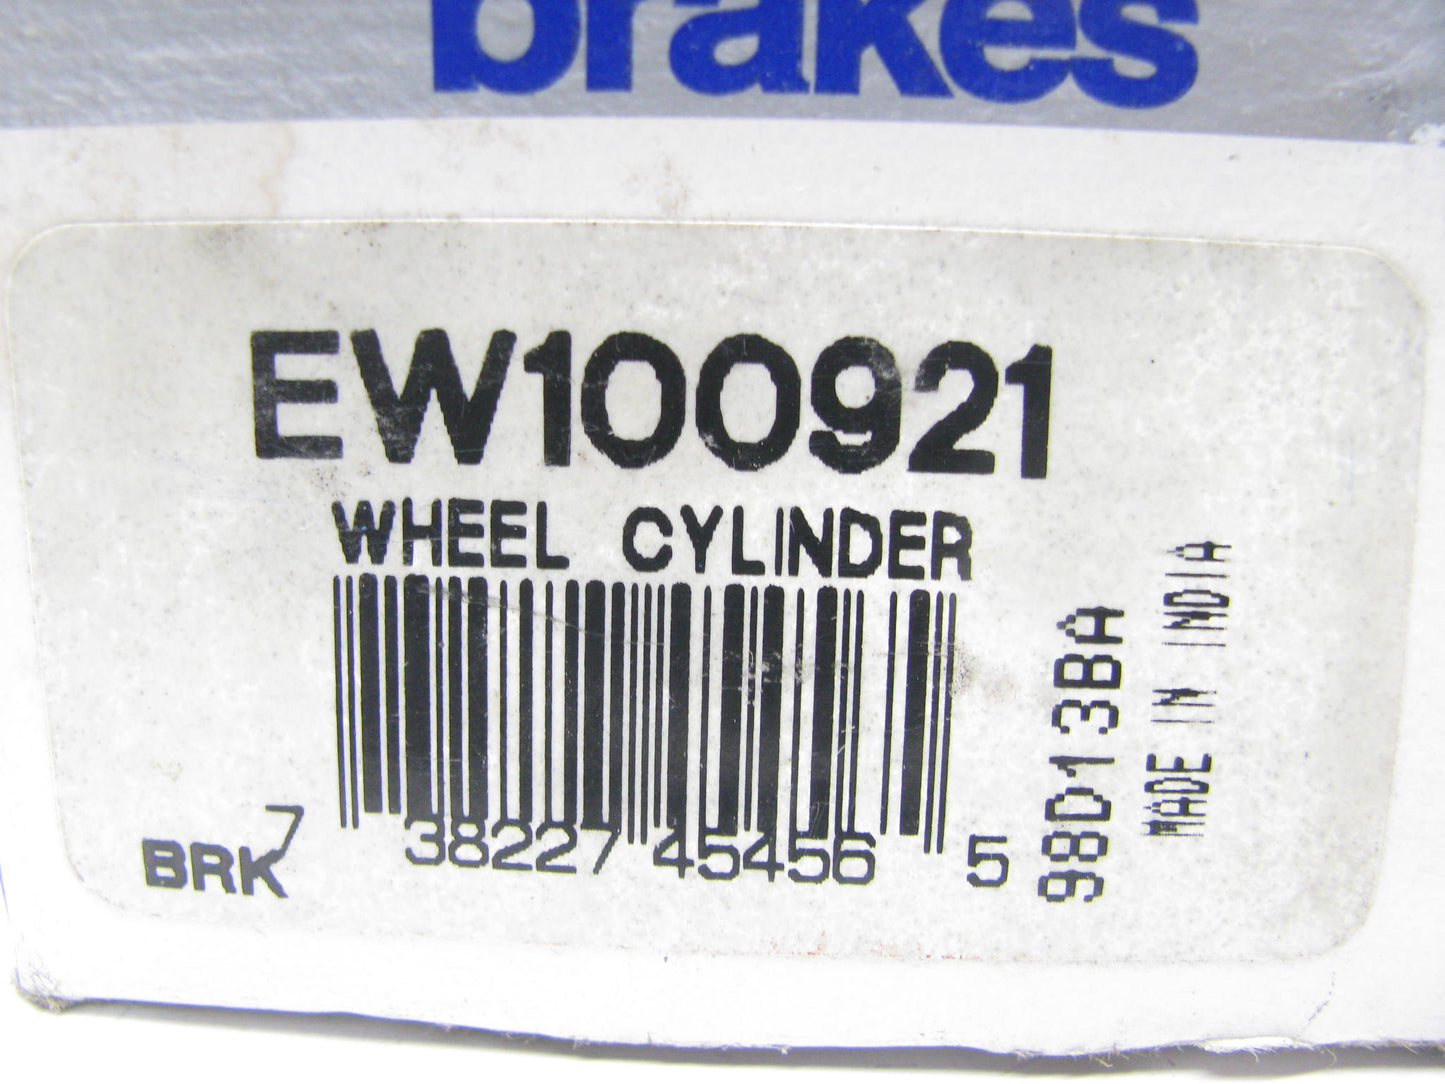 brakes
EW100921
WHEEL CYLINDER
7 38227 45456 5
BRK
98D13BA
MADE IN INDIA